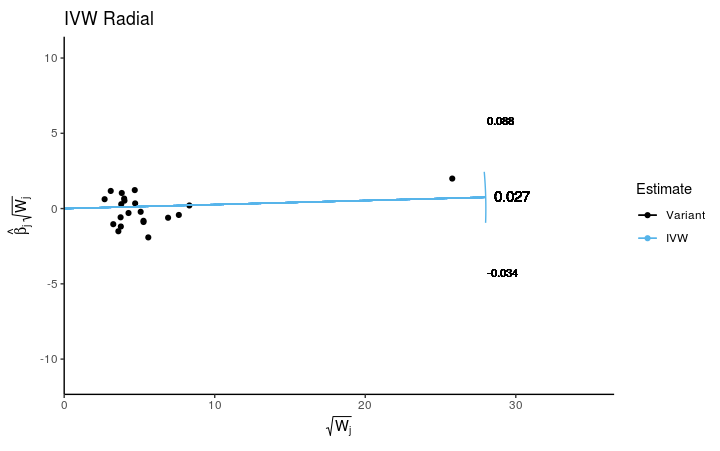 IVW Radial
10
5
0
-5
-10
β̂j√Wj
0.088
0.027
-0.034
0
10
20
30
√Wj
Estimate
Variant
IVW